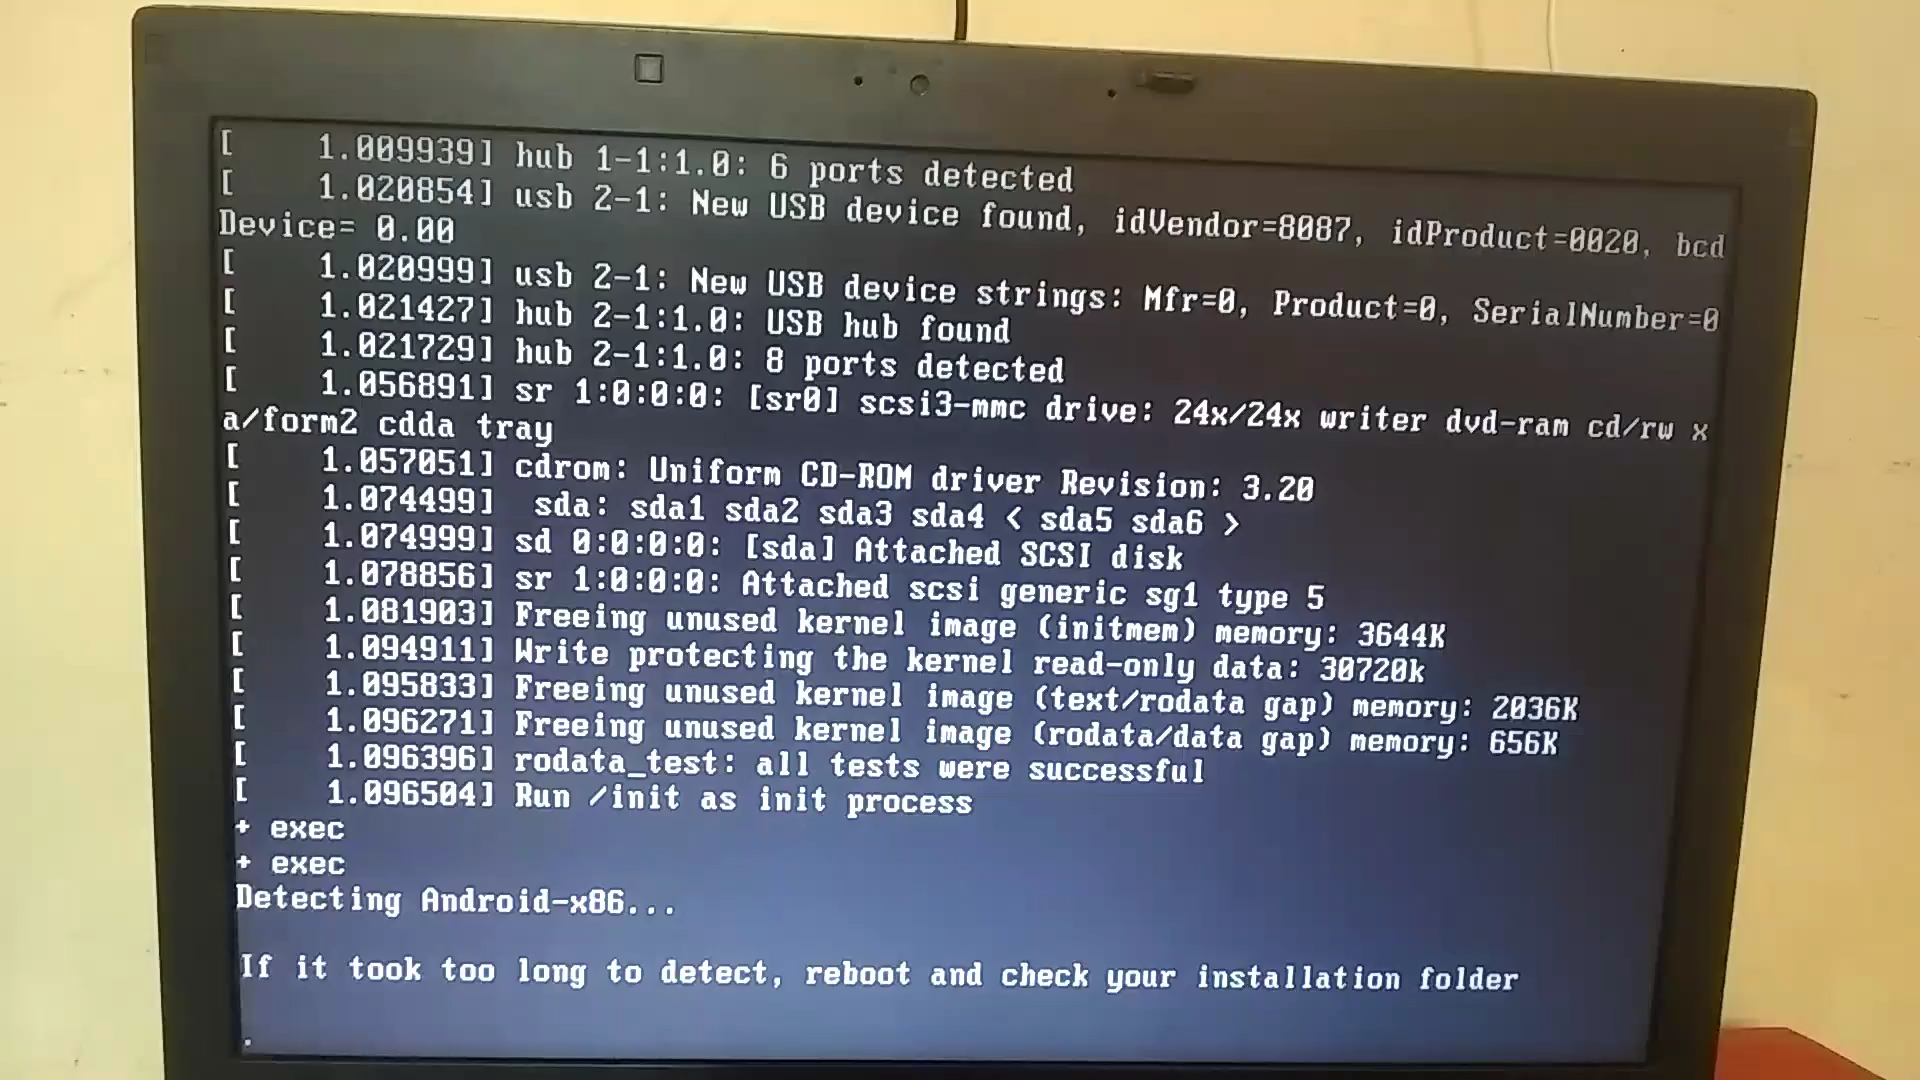 [    1.009939] hub 1-1:1.0: 6 ports detected
[    1.020854] usb 2-1: New USB device found, idVendor=8087, idProduct=0020, bcd
Device= 0.00
[    1.020999] usb 2-1: New USB device strings: Mfr=0, Product=0, SerialNumber=0
[    1.021427] hub 2-1:1.0: USB hub found
[    1.021729] hub 2-1:1.0: 8 ports detected
[    1.056891] sr 1:0:0:0: [sr0] scsi3-mmc drive: 24x/24x writer dvd-ram cd/rw x
a/form2 cdda tray
[    1.057051] cdrom: Uniform CD-ROM driver Revision: 3.20
[    1.074499]  sda: sda1 sda2 sda3 sda4 < sda5 sda6 >
[    1.074999] sd 0:0:0:0: [sda] Attached SCSI disk
[    1.078856] sr 1:0:0:0: Attached scsi generic sg1 type 5
[    1.081903] Freeing unused kernel image (initmem) memory: 3644K
[    1.094911] Write protecting the kernel read-only data: 30720k
[    1.095833] Freeing unused kernel image (text/rodata gap) memory: 2036K
[    1.096271] Freeing unused kernel image (rodata/data gap) memory: 656K
[    1.096396] rodata_test: all tests were successful
[    1.096504] Run /init as init process
+ exec
+ exec
Detecting Android-x86...
If it took too long to detect, reboot and check your installation folder
.